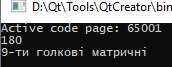 D:\Qt\Tools\QtCreator\bin
Active code page: 65001
180
9-ти голкові матричні